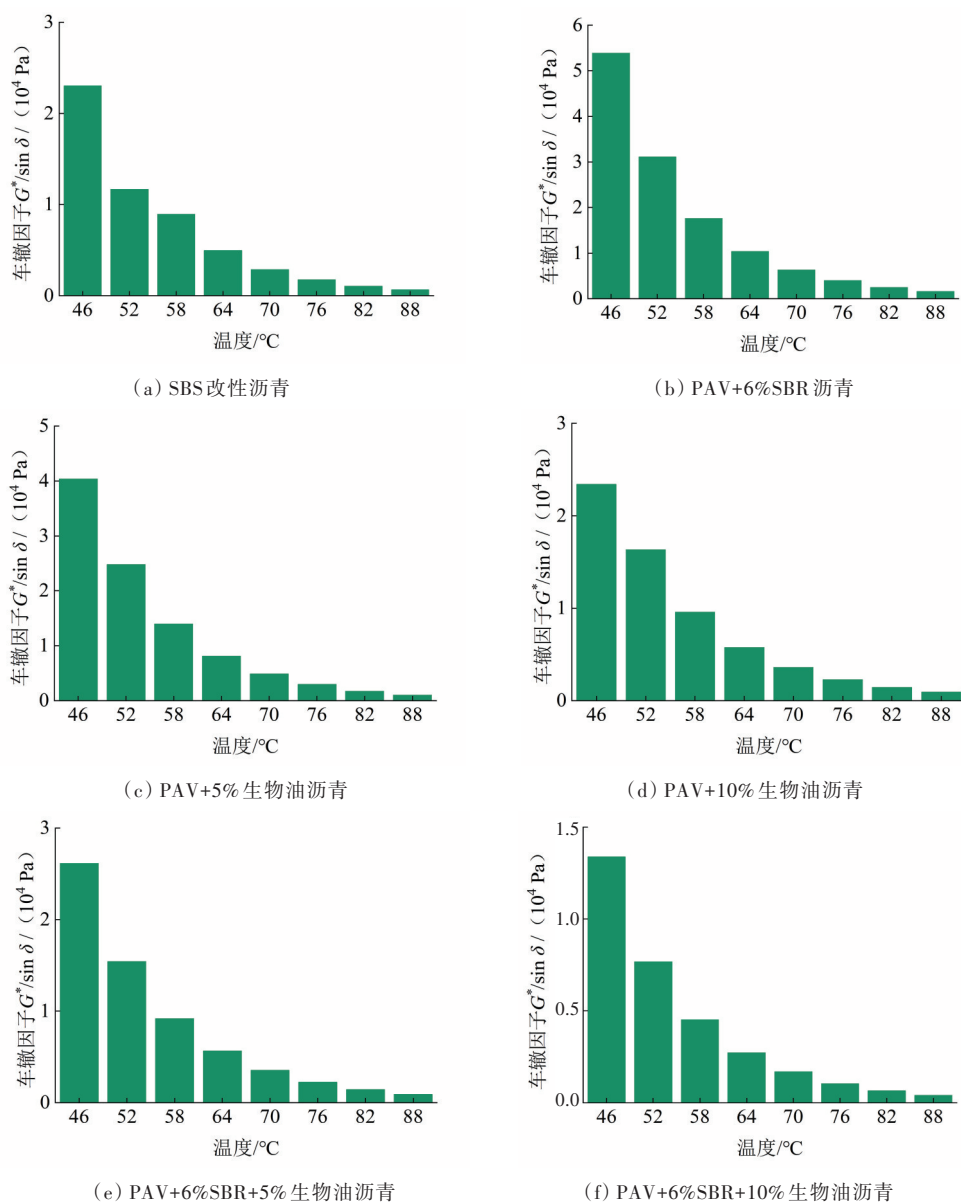 3
2
1
0
车辙因子G*/sin δ /（10⁴ Pa）
46 52 58 64 70 76 82 88
温度/℃
（a）SBS改性沥青
6
5
4
3
2
1
0
车辙因子G*/sin δ /（10⁴ Pa）
46 52 58 64 70 76 82 88
温度/℃
（b）PAV+6%SBR沥青
5
4
3
2
1
0
车辙因子G*/sin δ /（10⁴ Pa）
46 52 58 64 70 76 82 88
温度/℃
（c）PAV+5%生物油沥青
3
2
1
0
车辙因子G*/sin δ /（10⁴ Pa）
46 52 58 64 70 76 82 88
温度/℃
（d）PAV+10%生物油沥青
3
2
1
0
车辙因子G*/sin δ /（10⁴ Pa）
46 52 58 64 70 76 82 88
温度/℃
（e）PAV+6%SBR+5%生物油沥青
1.5
1.0
0.5
0.0
车辙因子G*/sin δ /（10⁴ Pa）
46 52 58 64 70 76 82 88
温度/℃
（f）PAV+6%SBR+10%生物油沥青